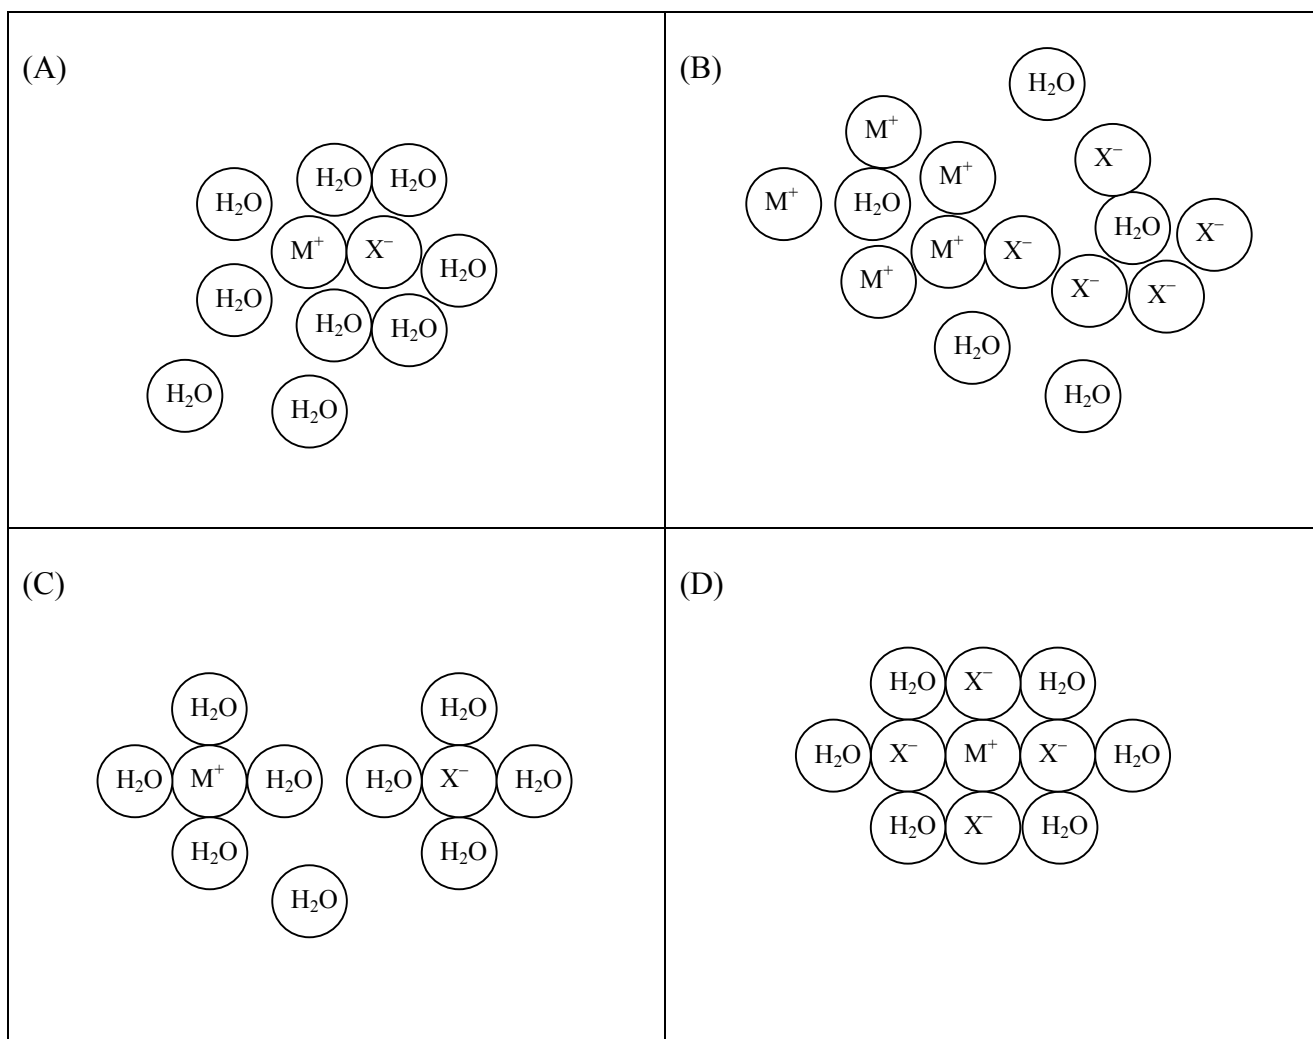 (A)
H₂O H₂O
H₂O
M⁺ X⁻
H₂O
H₂O
H₂O H₂O
H₂O
H₂O
(B)
H₂O
M⁺
X⁻
M⁺
M⁺ H₂O
H₂O X⁻
M⁺ X⁻
M⁺
X⁻ X⁻
H₂O
H₂O
(C)
H₂O H₂O
H₂O M⁺ H₂O H₂O X⁻ H₂O
H₂O H₂O
H₂O
(D)
H₂O X⁻ H₂O
H₂O X⁻ M⁺ X⁻ H₂O
H₂O X⁻ H₂O